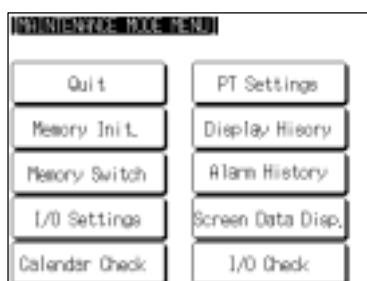 [MAINTENANCE MODE MENU]
Quit
PT Settings
Memory Init.
Display Hisory
Memory Switch
Alarm History
I/O Settings
Screen Data Disp.
Calendar Check
I/O Check